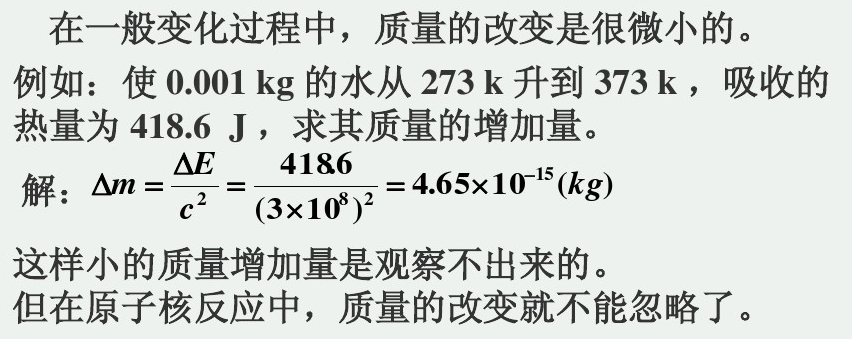 在一般变化过程中，质量的改变是很微小的。
例如：使 0.001 kg 的水从 273 k 升到 373 k ，吸收的
热量为 418.6 J ，求其质量的增加量。
解：Δm = ΔE/c² = 418.6/(3×10⁸)² = 4.65×10⁻¹⁵(kg)
这样小的质量增加量是观察不出来的。
但在原子核反应中，质量的改变就不能忽略了。